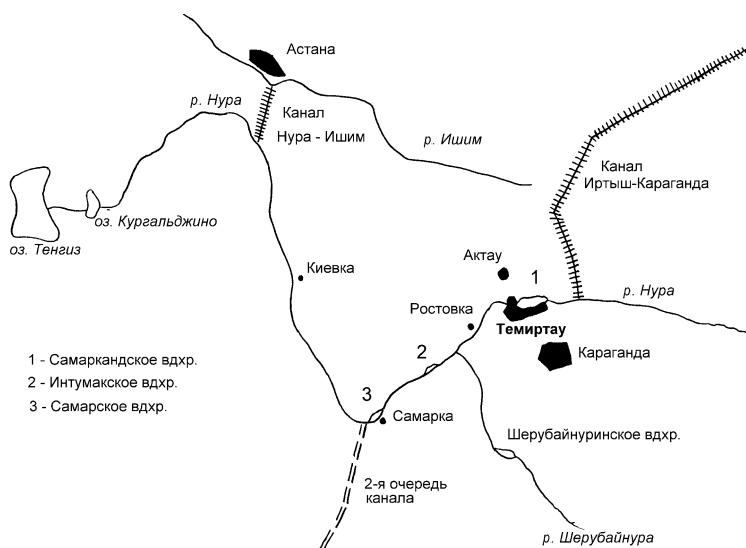 Астана
р. Нура
Канал
Нура - Ишим
р. Ишим
Канал
Иртыш-Караганда
оз. Кургальджино
оз. Тенгиз
Киевка
Актау
1
р. Нура
Ростовка
Темиртау
Караганда
2
1 - Самаркандское вдхр.
2 - Интумакское вдхр.
3 - Самарское вдхр.
3
Самарка
Шерубайнуринское вдхр.
2-я очередь
канала
р. Шерубайнура